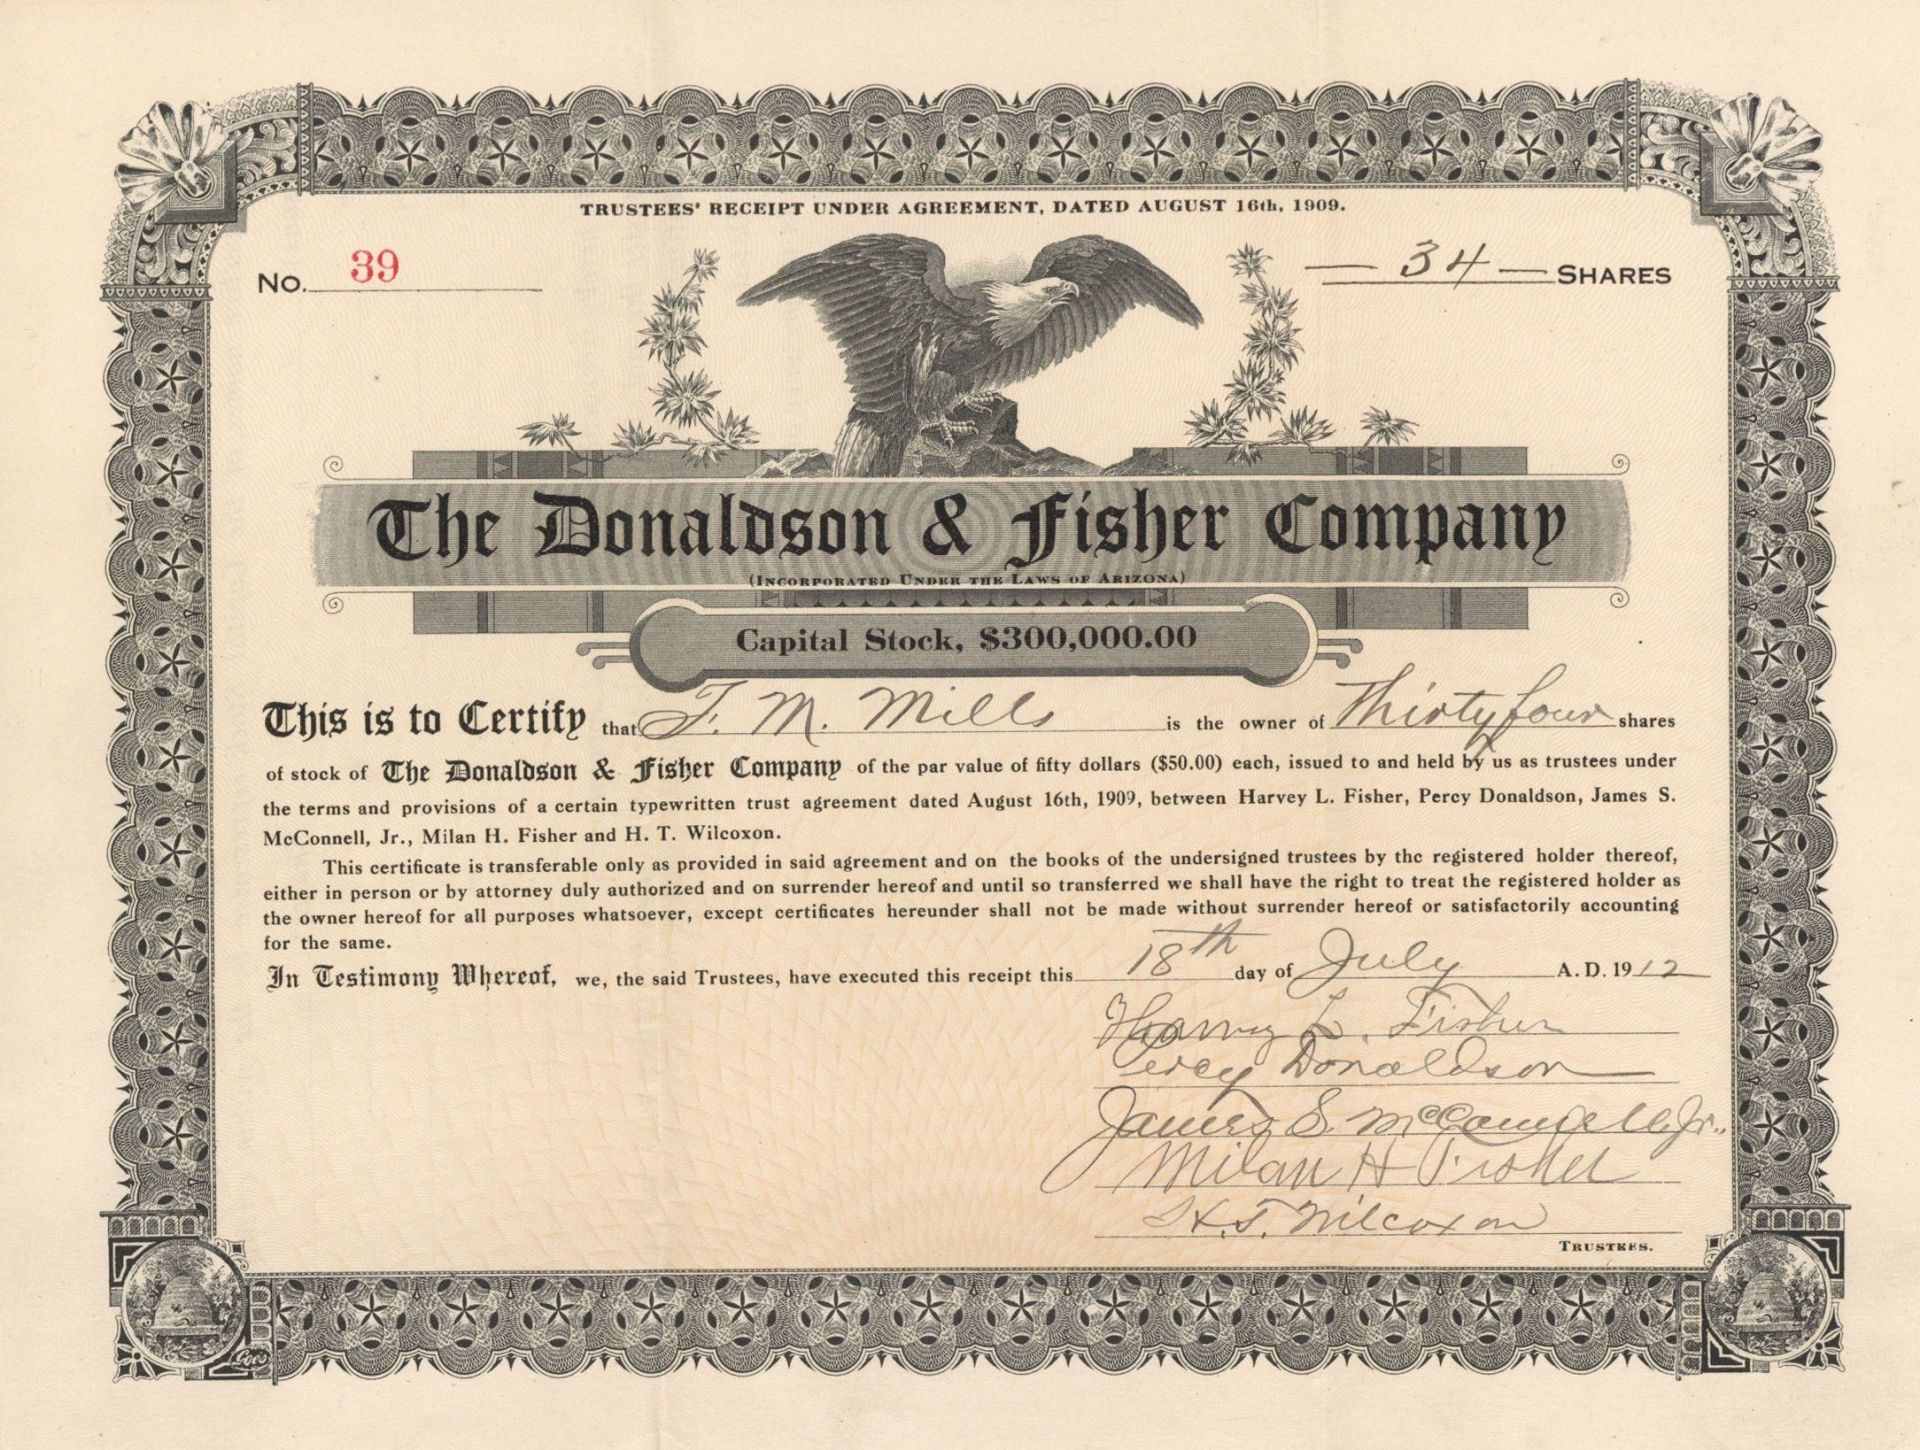 TRUSTEES' RECEIPT UNDER AGREEMENT, DATED AUGUST 16th, 1909.
No. 39
— 34 — SHARES
The Donaldson & Fisher Company
(INCORPORATED UNDER THE LAWS OF ARIZONA)
Capital Stock, $300,000.00
This is to Certify that T. M. Mills is the owner of Thirty four shares
of stock of The Donaldson & Fisher Company of the par value of fifty dollars ($50.00) each, issued to and held by us as trustees under
the terms and provisions of a certain typewritten trust agreement dated August 16th, 1909, between Harvey L. Fisher, Percy Donaldson, James S.
McConnell, Jr., Milan H. Fisher and H. T. Wilcoxon.
This certificate is transferable only as provided in said agreement and on the books of the undersigned trustees by the registered holder thereof,
either in person or by attorney duly authorized and on surrender hereof and until so transferred we shall have the right to treat the registered holder as
the owner hereof for all purposes whatsoever, except certificates hereunder shall not be made without surrender hereof or satisfactorily accounting
for the same.
In Testimony Whereof, we, the said Trustees, have executed this receipt this 18th day of July A. D. 1912
Harvey L. Fisher
Percy Donaldson
James S. McConnell, Jr.
Milan H Fisher
H. T. Wilcoxon
TRUSTEES.
Goes